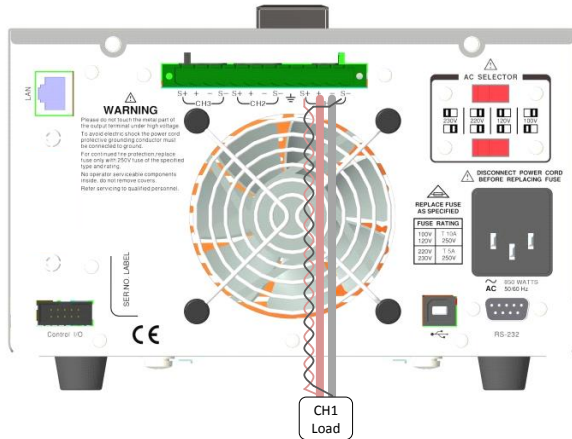 LAN
WARNING
Please do not touch the metal part of
the output terminal under high voltage
To avoid electric shock the power cord
protective grounding conductor must
be connected to ground.
For continued fire protection, replace
fuse only with 250V fuse of the specified
type and rating.
No operator serviceable components
inside, do not remove covers.
Refer servicing to qualified personnel.
SER.NO. LABEL
Control I/O
CE
S+ + - S- S+ + - S- S+ + - S-
CH3 CH2
AC SELECTOR
230V 220V 120V 100V
DISCONNECT POWER CORD
BEFORE REPLACING FUSE
REPLACE FUSE
AS SPECIFIED
FUSE RATING
100V T 10A
120V 250V
220V T 5A
230V 250V
AC
50/60 Hz
RS-232
CH1
Load